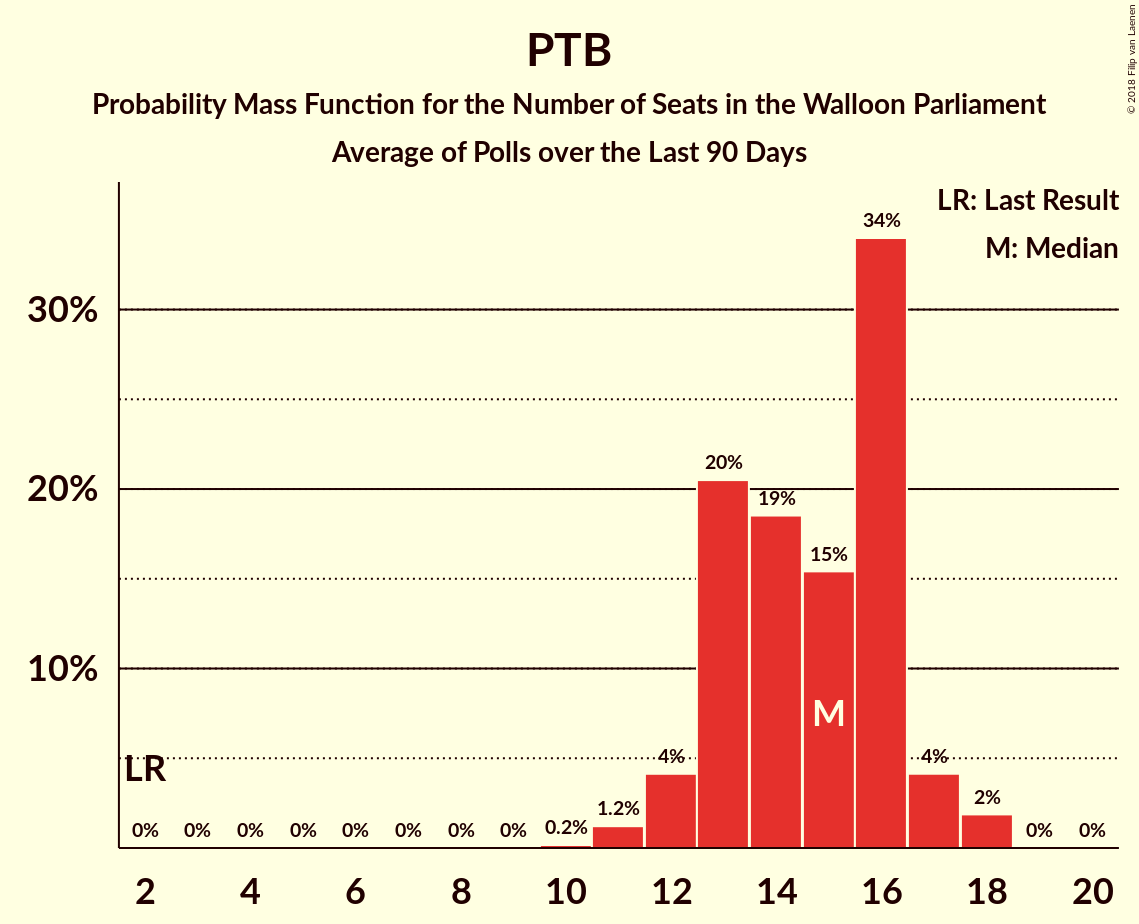 PTB
Probability Mass Function for the Number of Seats in the Walloon Parliament
Average of Polls over the Last 90 Days
© 2018 Filip van Laenen
LR: Last Result
M: Median
30%
20%
10%
LR
0% 0% 0% 0% 0% 0% 0% 0% 0.2% 1.2% 4% 20% 19% 15% 34% 4% 2% 0% 0%
M
2 4 6 8 10 12 14 16 18 20